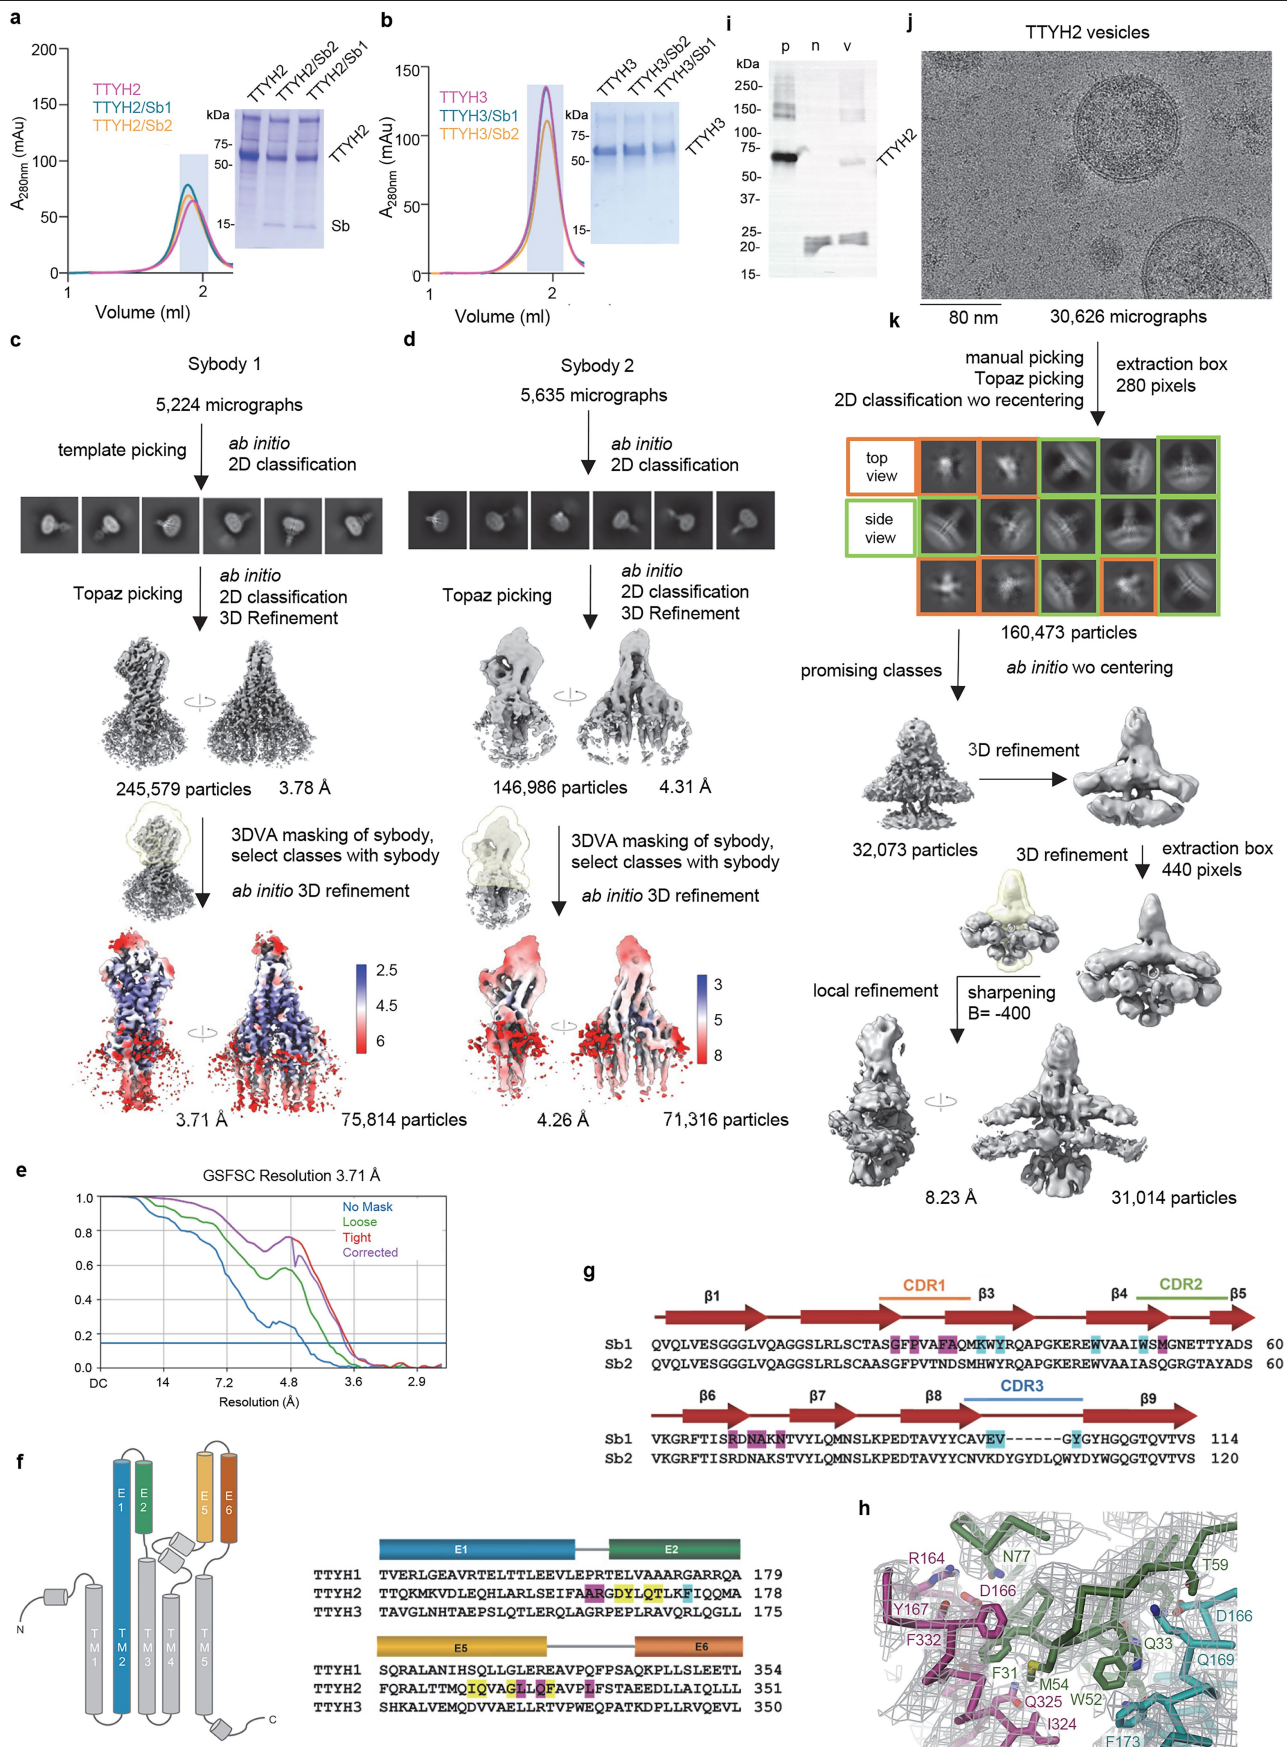 a
200
150
100
50
0
1
2
A280nm (mAu)
Volume (ml)
TTYH2
TTYH2/Sb1
TTYH2/Sb2
TTYH2
TTYH2/Sb2
TTYH2/Sb1
kDa
75-
50-
15-
TTYH2
Sb
b
150
100
50
0
1
2
A280nm (mAu)
Volume (ml)
TTYH3
TTYH3/Sb1
TTYH3/Sb2
TTYH3
TTYH3/Sb2
TTYH3/Sb1
kDa
75-
50-
15-
TTYH3
i
p n v
kDa
250-
150-
100-
75-
50-
37-
25-
20-
15-
TTYH2
j
TTYH2 vesicles
80 nm
30,626 micrographs
c
Sybody 1
5,224 micrographs
template picking
ab initio
2D classification
Topaz picking
ab initio
2D classification
3D Refinement
245,579 particles
3.78 Å
3DVA masking of sybody,
select classes with sybody
ab initio 3D refinement
2.5
4.5
6
3.71 Å
75,814 particles
d
Sybody 2
5,635 micrographs
ab initio
2D classification
Topaz picking
ab initio
2D classification
3D Refinement
146,986 particles
4.31 Å
3DVA masking of sybody,
select classes with sybody
ab initio 3D refinement
3
5
8
4.26 Å
71,316 particles
k
manual picking
Topaz picking
2D classification wo recentering
extraction box
280 pixels
top
view
side
view
160,473 particles
promising classes
ab initio wo centering
3D refinement
32,073 particles
3D refinement
extraction box
440 pixels
local refinement
sharpening
B= -400
8.23 Å
31,014 particles
e
GSFSC Resolution 3.71 Å
1.0
0.8
0.6
0.4
0.2
0.0
DC
14
7.2
4.8
3.6
2.9
Resolution (Å)
No Mask
Loose
Tight
Corrected
g
CDR1
CDR2
β1
β3
β4
β5
Sb1 QVQLVESGGGLVQAGGSLRLSCTASGFPVAFAQMKWYRQAPGKEREWVAAIWSMGNETTYADS 60
Sb2 QVQLVESGGGLVQAGGSLRLSCAASGFPVTNDSMHWYRQAPGKEREWVAAIASQGRGTAYADS 60
CDR3
β6
β7
β8
β9
Sb1 VKGRFTISRDNAKNTVYLQMNSLKPEDTAVYYCAVEV------GYGYHGQGTQVTVS 114
Sb2 VKGRFTISRDNAKSTVYLQMNSLKPEDTAVYYCNVKDYGYDLQWYDYWGQGTQVTVS 120
f
E1
E2
E5
E6
TM1
TM2
TM3
TM4
TM5
N
C
E1
E2
TTYH1 TVERLGEAVRTELTTLEEVLEPRTELVAAARGARRQA 179
TTYH2 TTQKMKVDLEQHLARLSEIFAARGDYLQTLKFIQQMA 178
TTYH3 TAVGLNHTAEPSLQTLERQLAGRPEPLRAVQRLQGLL 175
E5
E6
TTYH1 SQRALANIHSQLLGLEREAVPQFPSAQKPLLSLEETL 354
TTYH2 FQRALTTMQIQVAGLLQFAVPLFSTAEEDLLAIQLLL 351
TTYH3 SHKALVEMQDVVAELLRTVPWEQPATKDPLLRVQEVL 350
h
R164
N77
T59
Y167
D166
D166
F332
Q33
Q169
F31
M54
W52
Q325
I324
F173